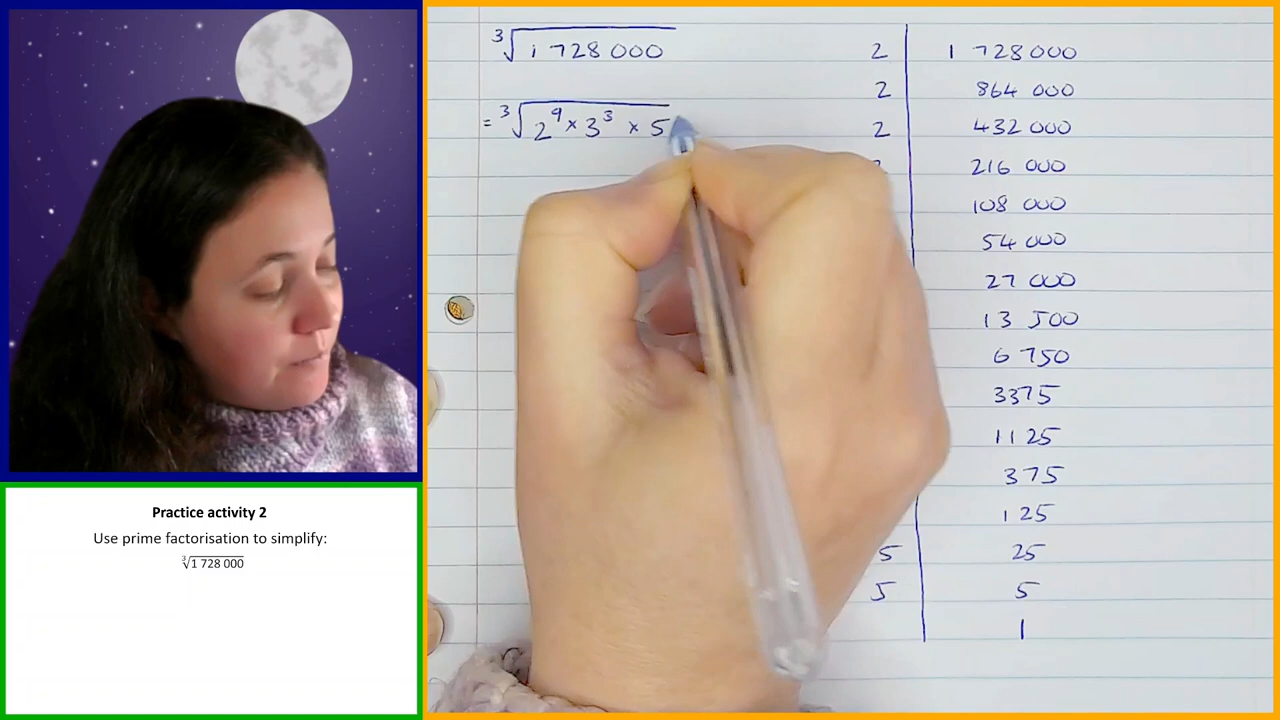 ∛1 728 000
= ∛2⁹ × 3³ × 5
2 | 1 728 000
2 | 864 000
2 | 432 000
216 000
108 000
54 000
27 000
13 500
6 750
3375
1125
375
125
5 | 25
5 | 5
1
Practice activity 2
Use prime factorisation to simplify:
∛1 728 000